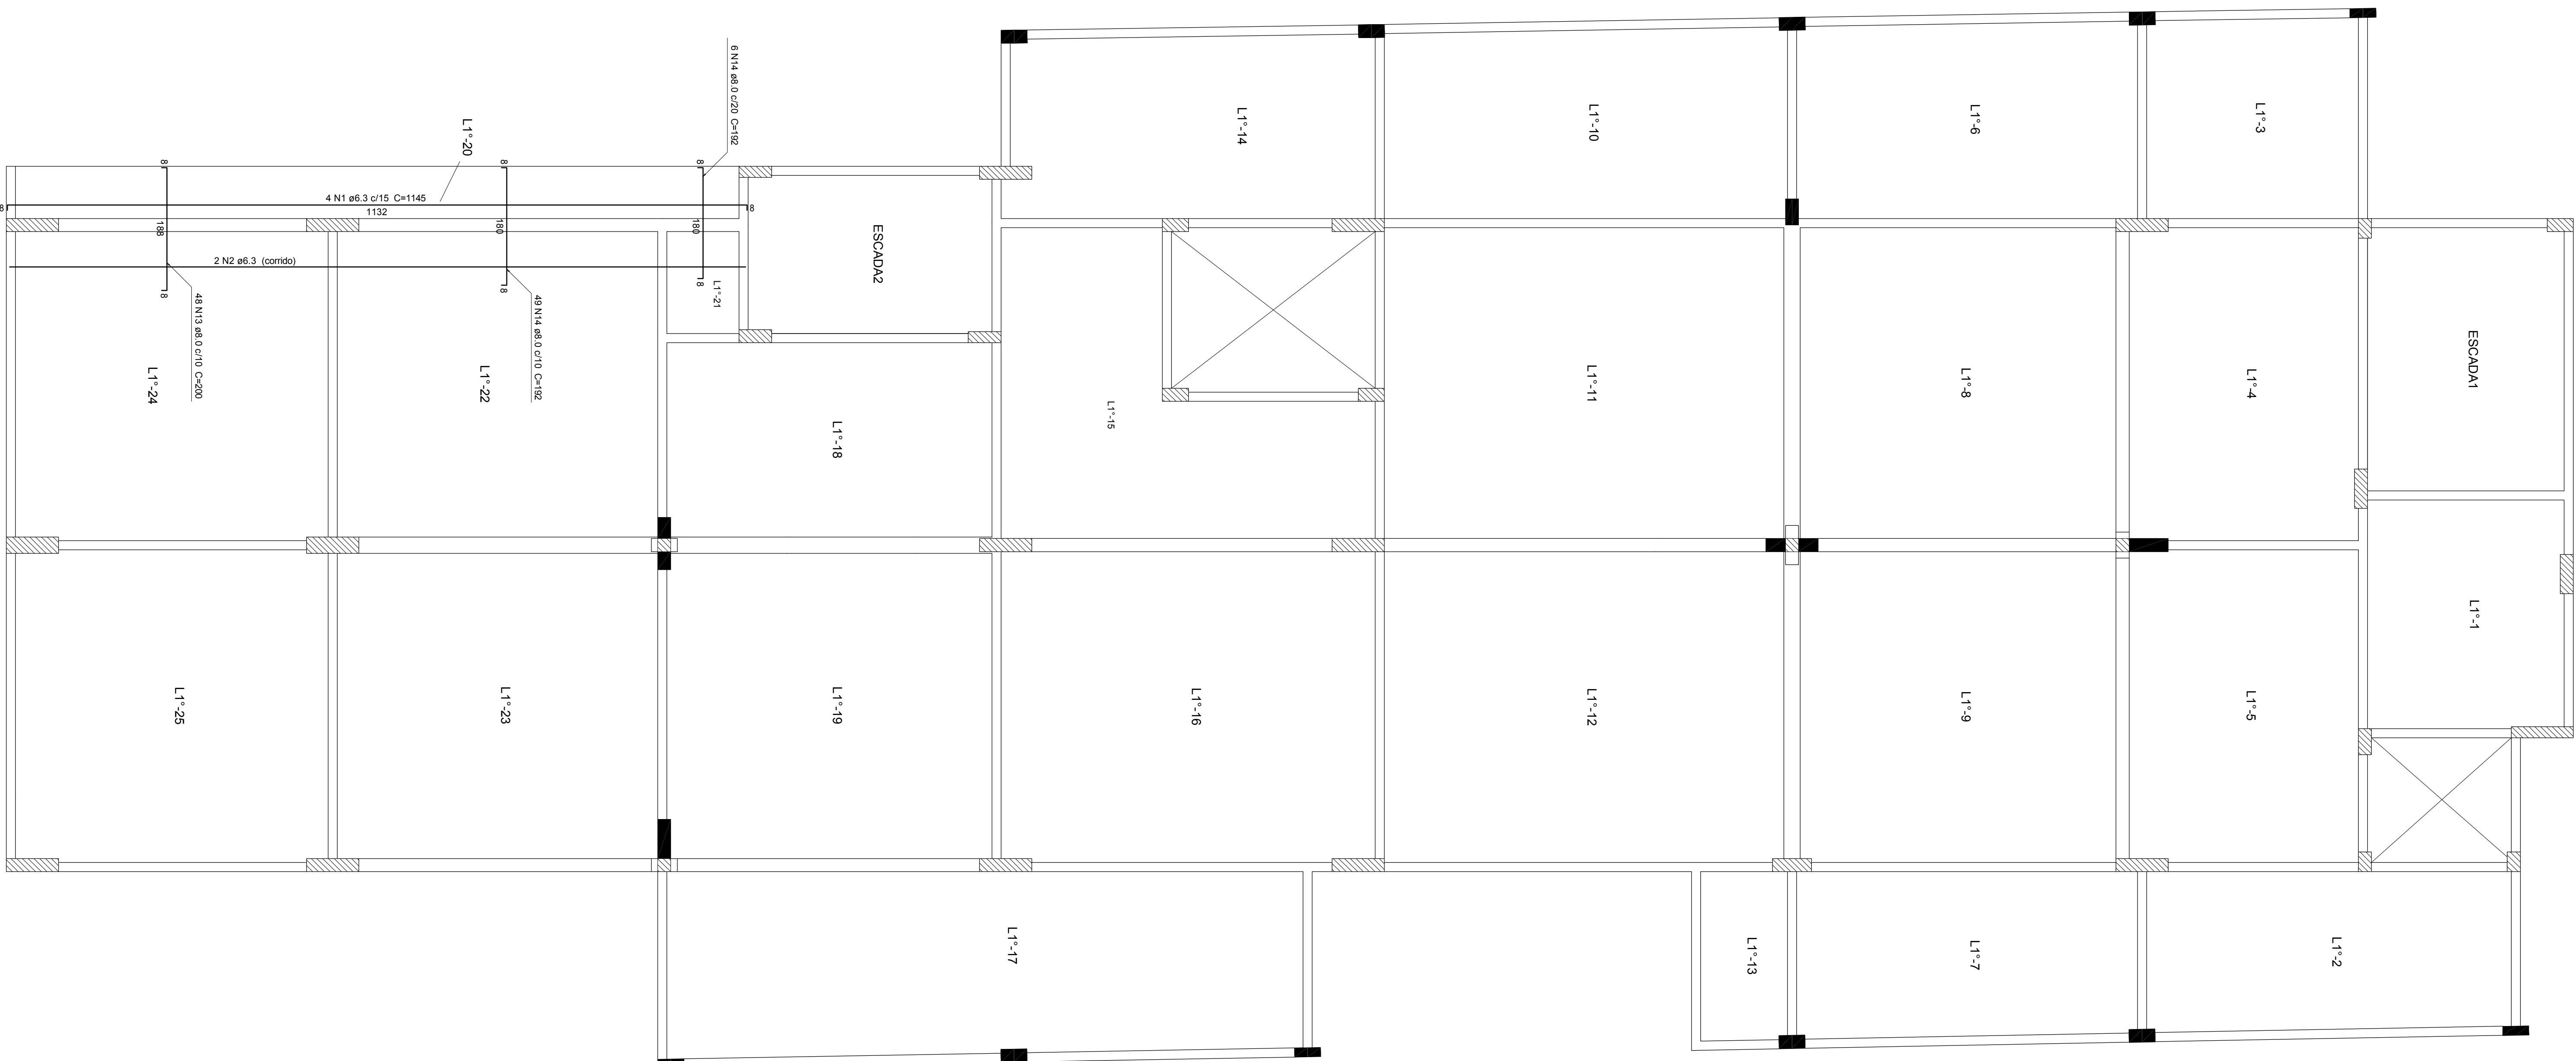 6 N14 ø8.0 c/20 C=192
L1°-20
8
8
8
4 N1 ø6.3 c/15 C=1145
1132
8
8
188
180
180
2 N2 ø6.3 (corrido)
8
8
8
48 N13 ø8.0 c/10 C=200
49 N14 ø8.0 c/10 C=192
L1°-21
ESCADA2
L1°-14
L1°-10
L1°-6
L1°-3
L1°-24
L1°-22
L1°-18
L1°-15
L1°-11
L1°-8
L1°-4
ESCADA1
L1°-1
L1°-25
L1°-23
L1°-19
L1°-16
L1°-12
L1°-9
L1°-5
L1°-17
L1°-13
L1°-7
L1°-2